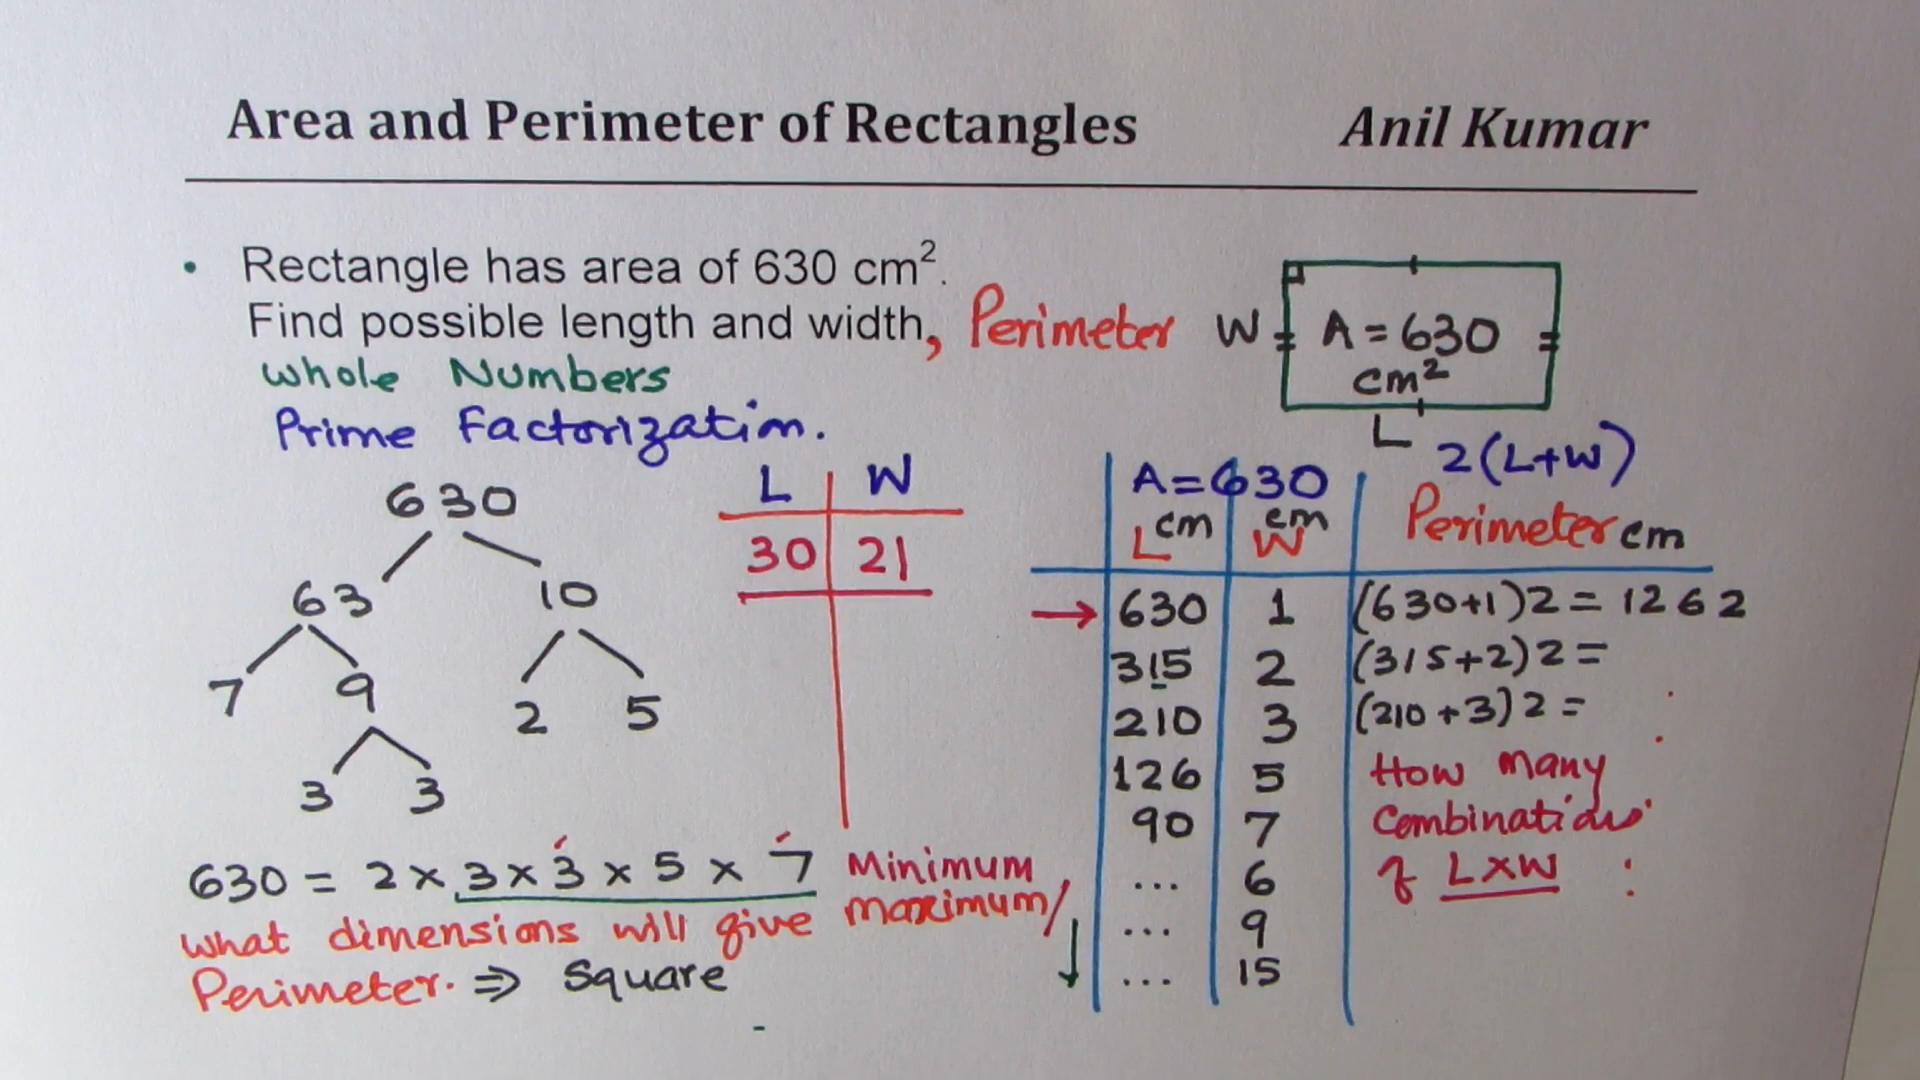 Area and Perimeter of Rectangles Anil Kumar
• Rectangle has area of 630 cm².
Find possible length and width, Perimeter
Whole Numbers
Prime Factorization.
W A = 630
cm²
L
630
63 10
7 9 2 5
3 3
L W
30 21
A = 630 2(L+W)
L cm W cm Perimeter cm
→ 630 1 (630+1)2 = 1262
315 2 (315+2)2 =
210 3 (210+3)2 =
126 5 How many
90 7 Combinations
... 6 of L×W :
... 9
... 15
630 = 2 × 3 × 3 × 5 × 7 Minimum
What dimensions will give maximum/
Perimeter. ⇒ Square